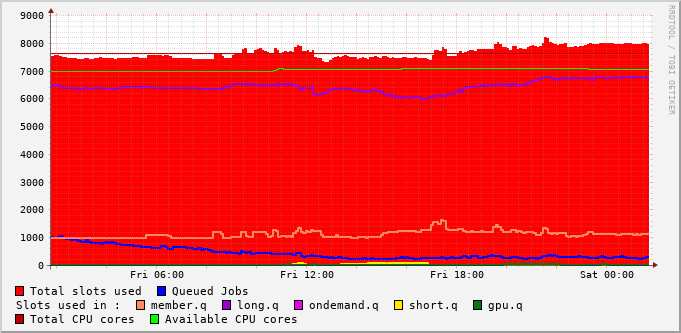 RRDTOOL / TOBI OETIKER
9000
8000
7000
6000
5000
4000
3000
2000
1000
0
Fri 06:00 Fri 12:00 Fri 18:00 Sat 00:00
Total slots used Queued Jobs
Slots used in : member.q long.q ondemand.q short.q gpu.q
Total CPU cores Available CPU cores